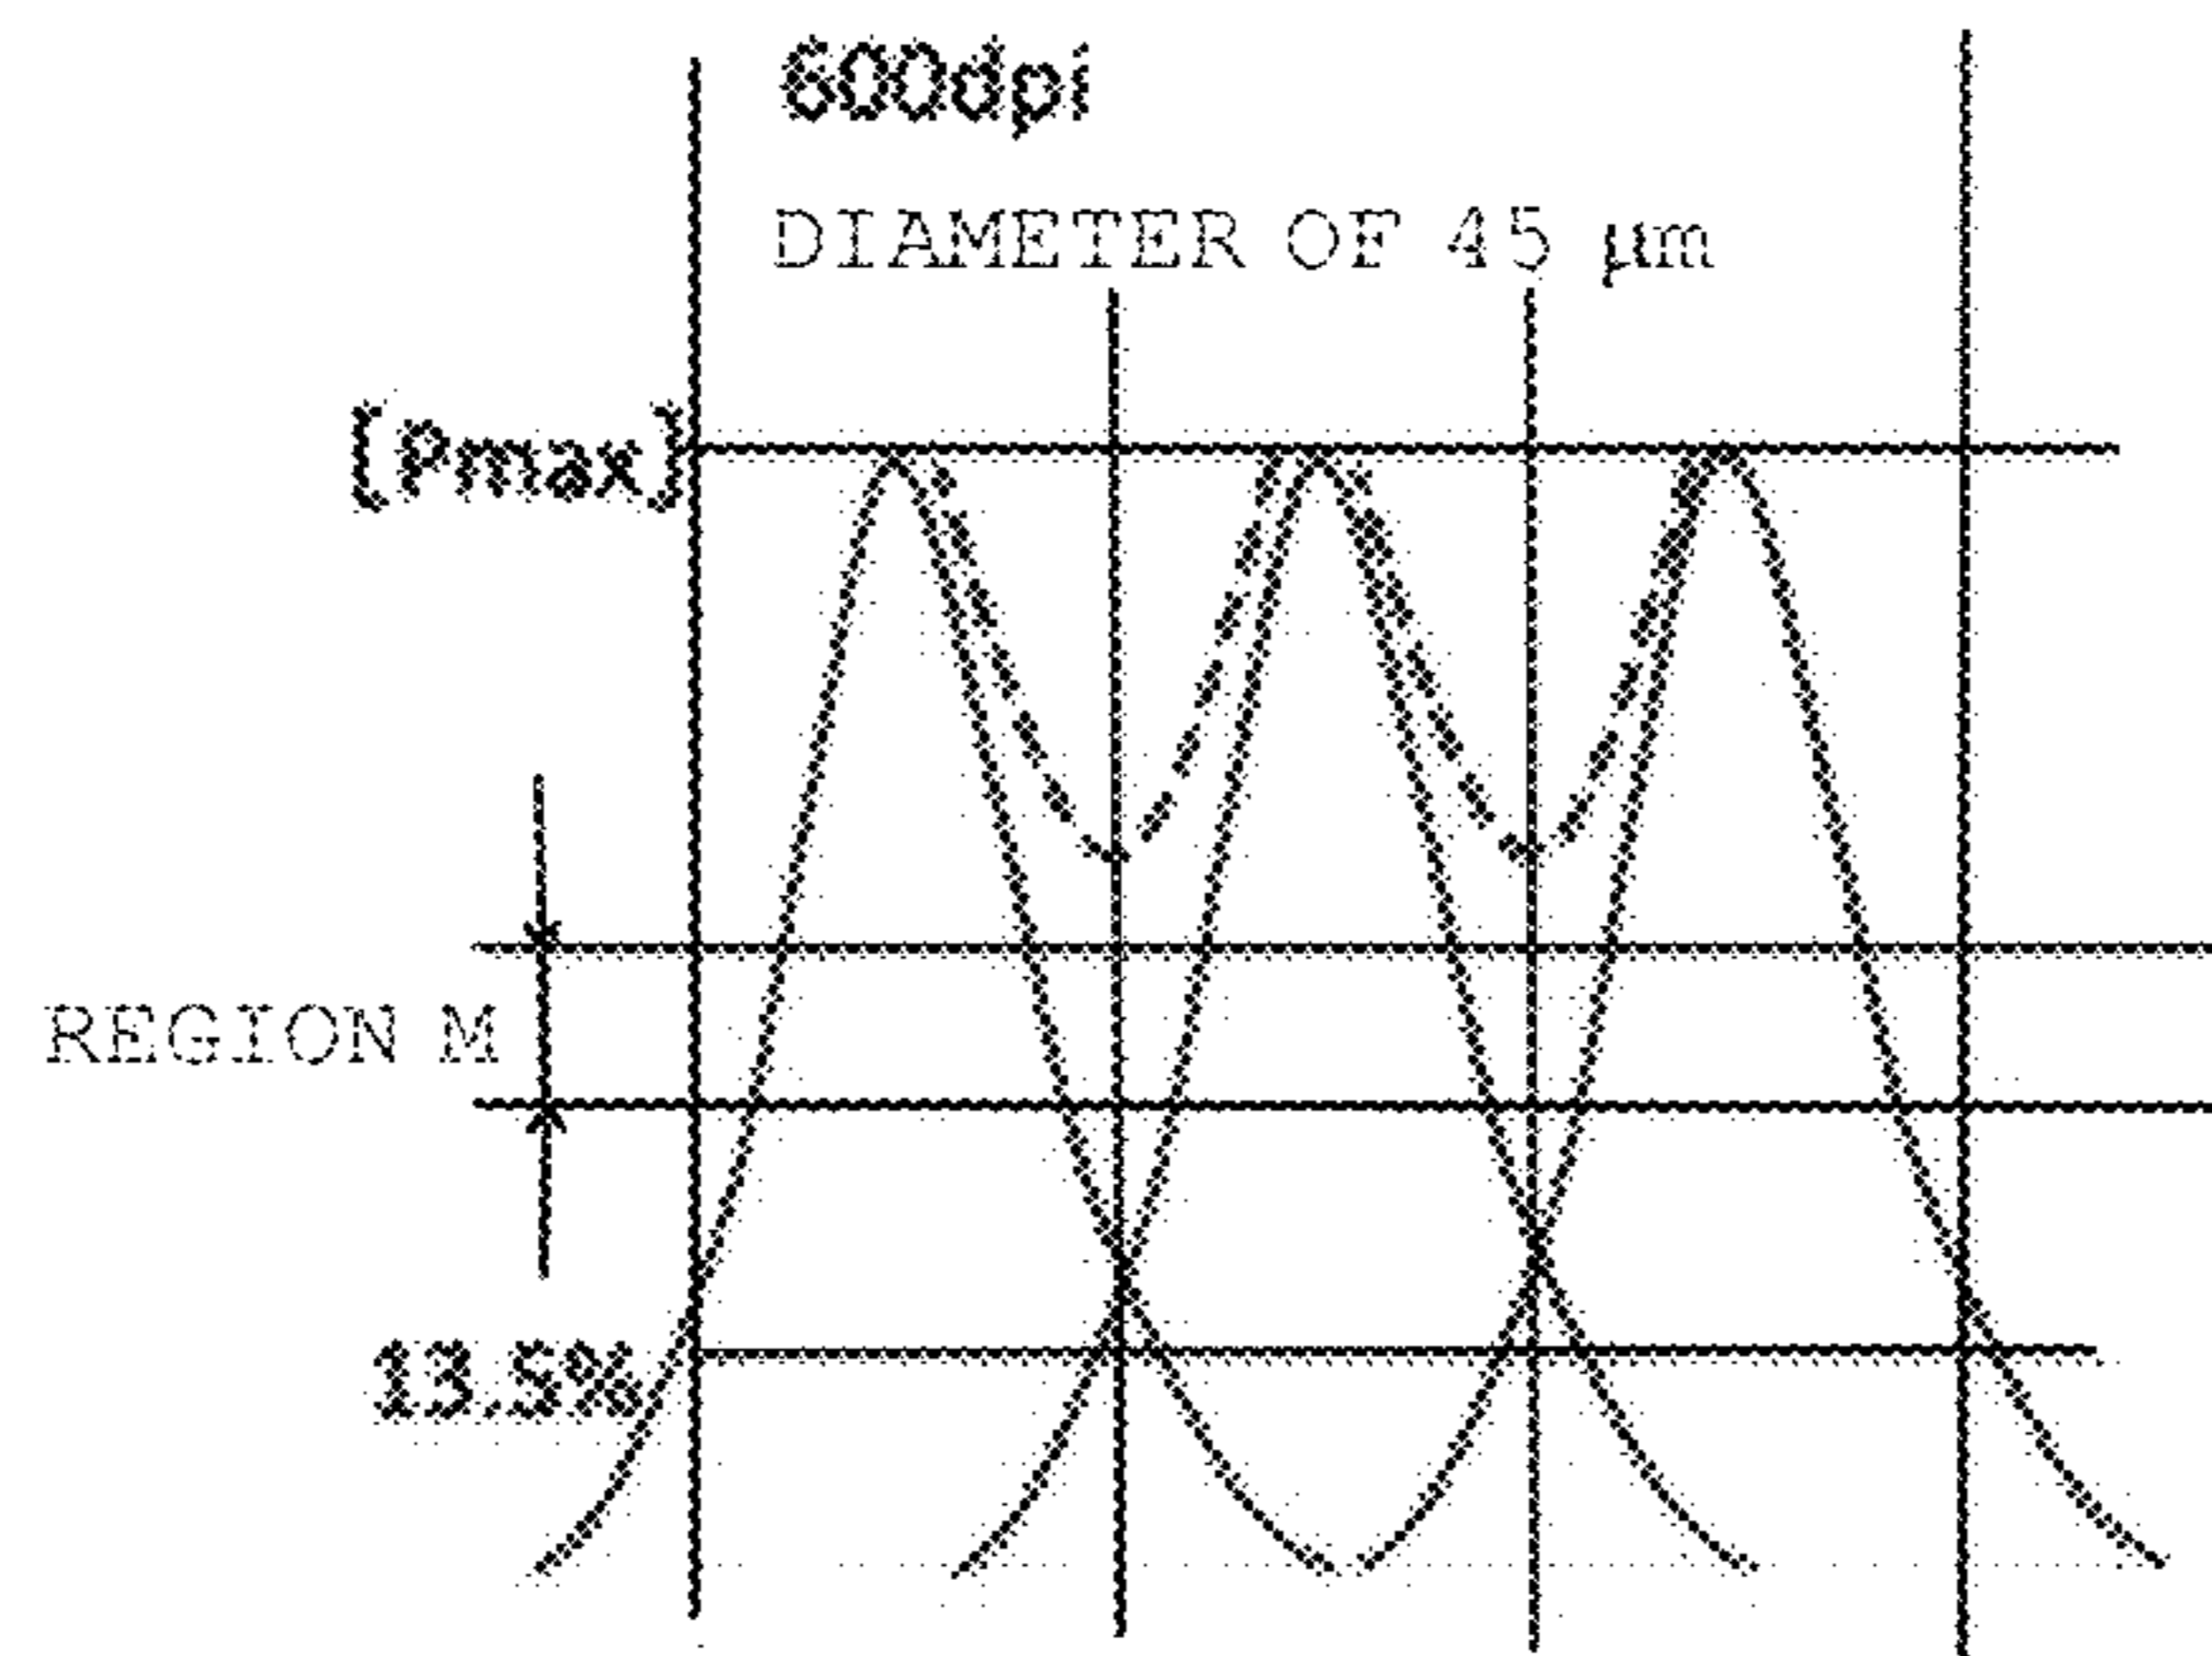 600dpi
DIAMETER OF 45 μm
[Pmax]
REGION M
13.5%